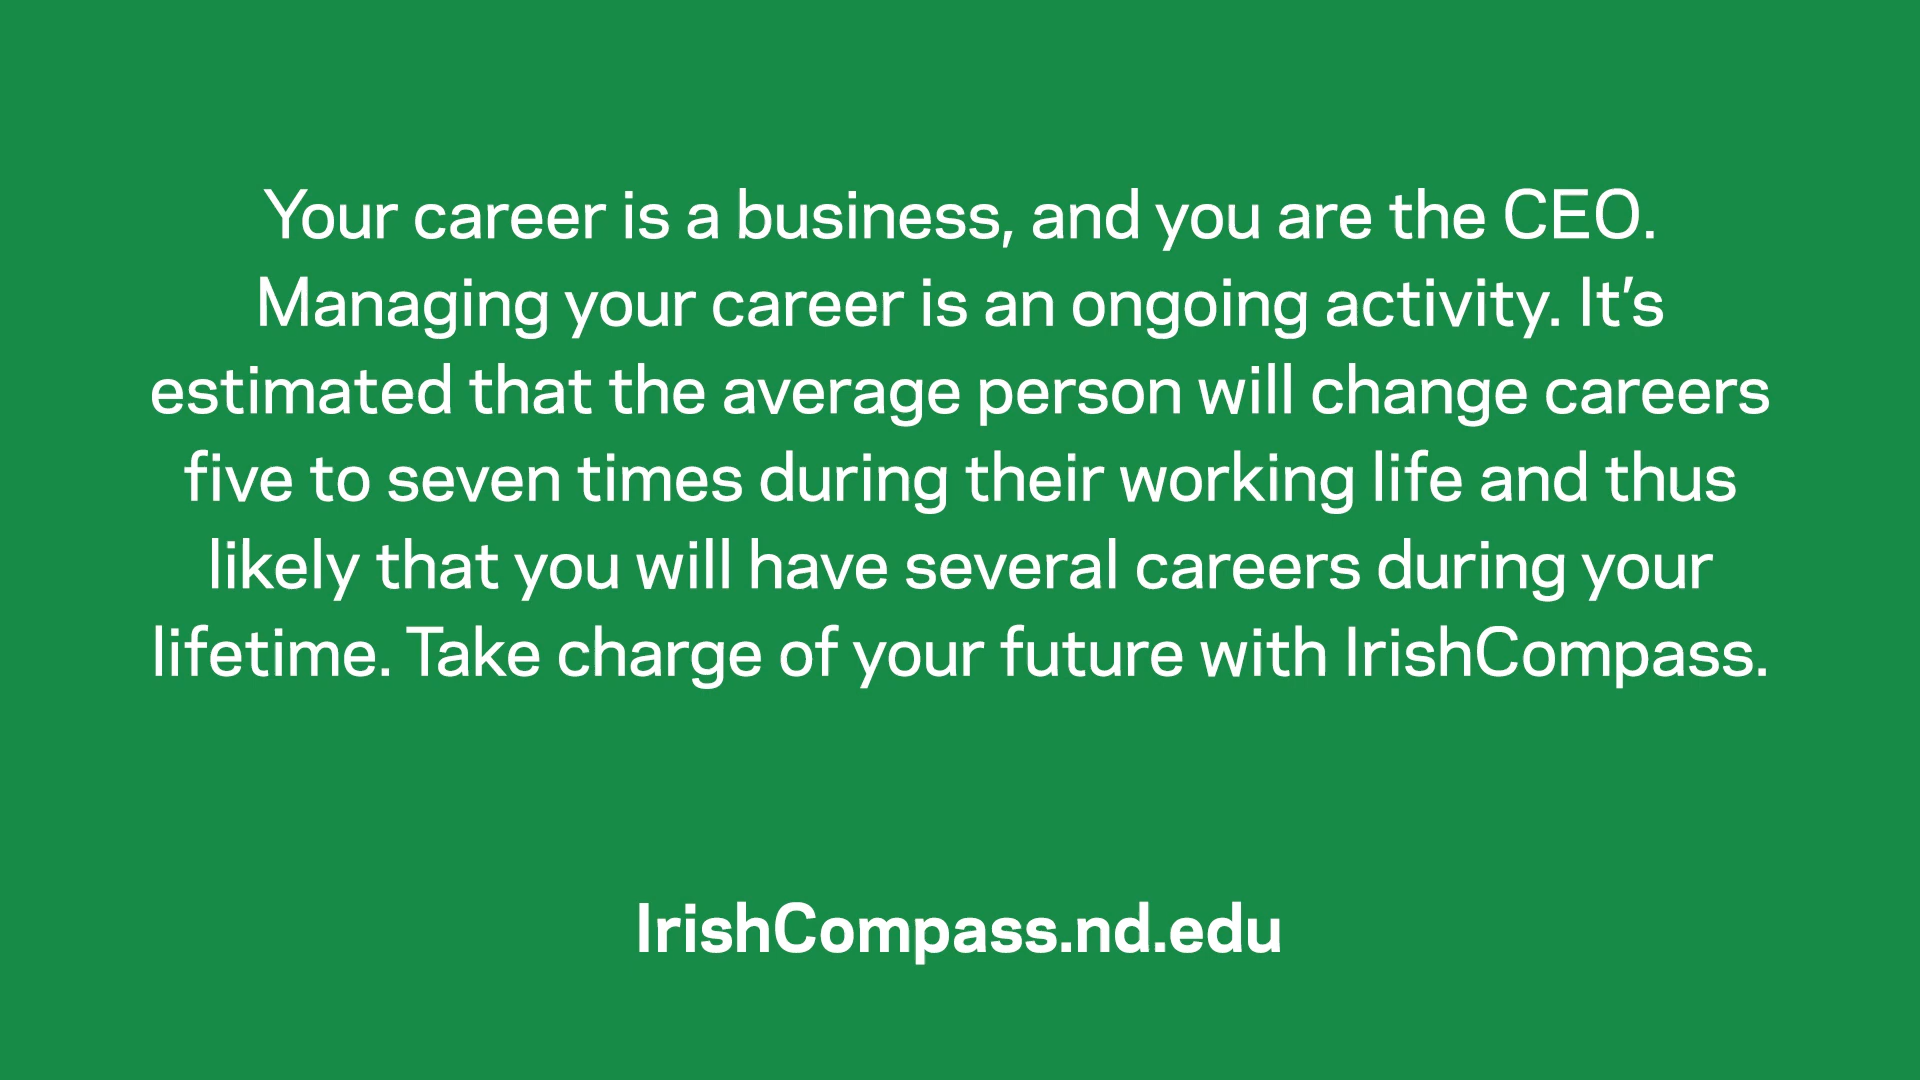 Your career is a business, and you are the CEO.
Managing your career is an ongoing activity. It’s
estimated that the average person will change careers
five to seven times during their working life and thus
likely that you will have several careers during your
lifetime. Take charge of your future with IrishCompass.
IrishCompass.nd.edu